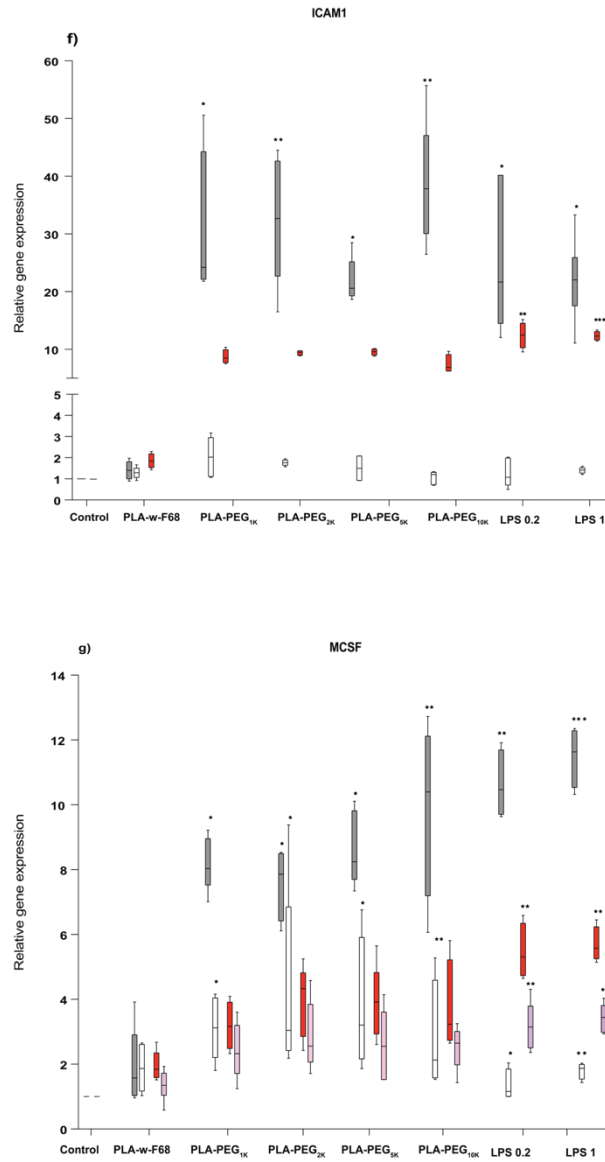 ICAM1
f)
60
50
40
30
20
10
5
4
3
2
1
0
Relative gene expression
* ** * ** * ** * ***
Control PLA-w-F68 PLA-PEG1K PLA-PEG2K PLA-PEG5K PLA-PEG10K LPS 0.2 LPS 1
g) MCSF
14
12
10
8
6
4
2
0
Relative gene expression
* * * * * * ** ** ** ** ** * *** ** * **
Control PLA-w-F68 PLA-PEG1K PLA-PEG2K PLA-PEG5K PLA-PEG10K LPS 0.2 LPS 1